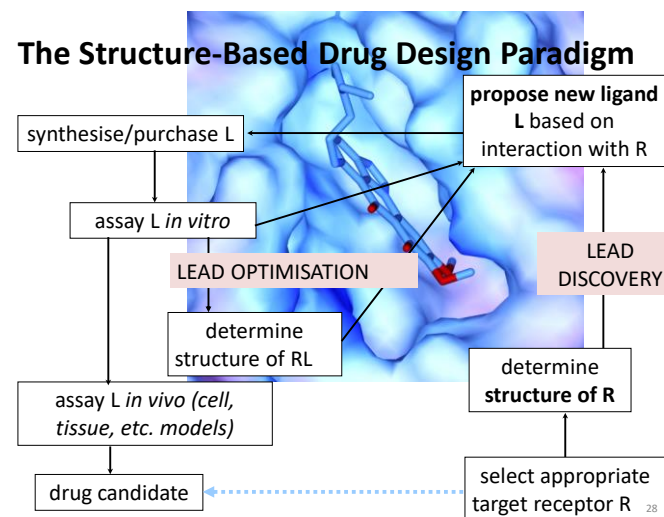 The Structure-Based Drug Design Paradigm
propose new ligand
L based on
interaction with R
synthesise/purchase L
assay L in vitro
LEAD OPTIMISATION
LEAD
DISCOVERY
determine
structure of RL
determine
structure of R
assay L in vivo (cell,
tissue, etc. models)
drug candidate
select appropriate
target receptor R
28